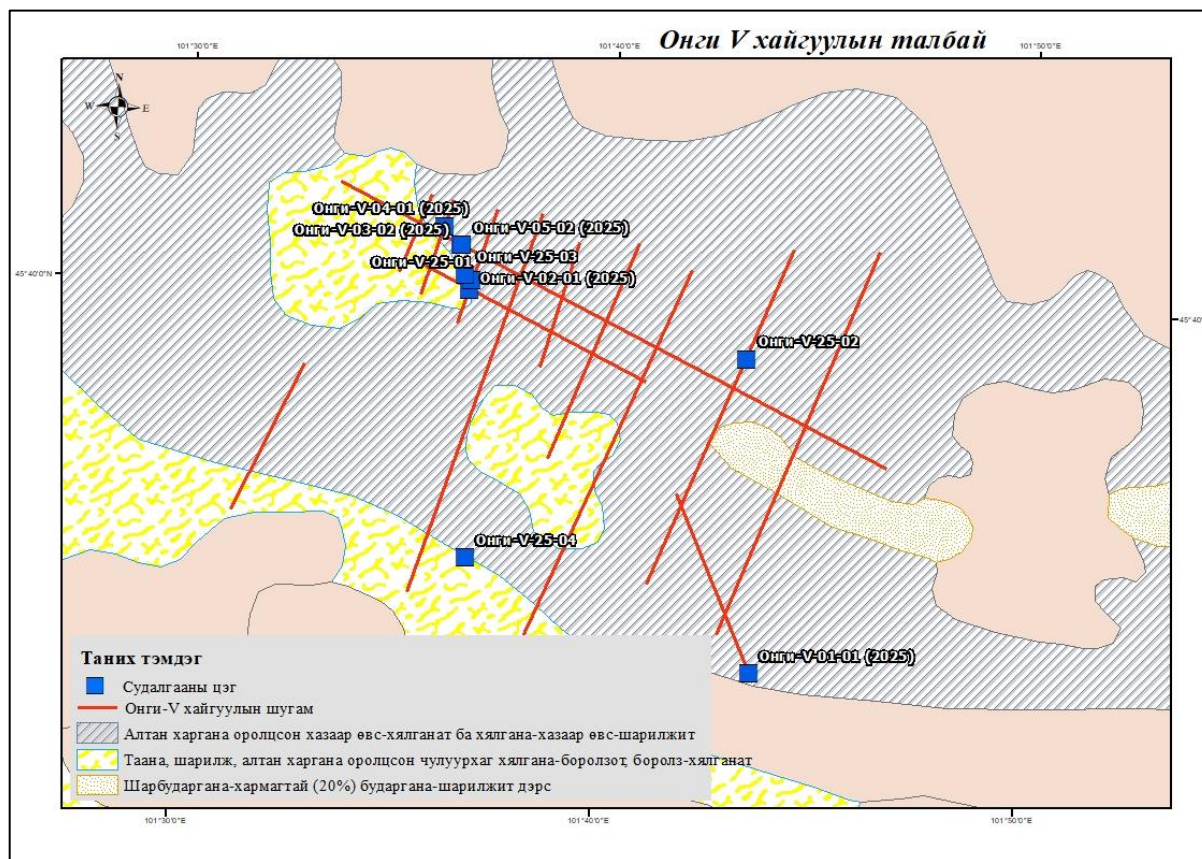 Онги V хайгуулын талбай
101°30'0"E
101°40'0"E
101°50'0"E
N
W
E
S
Онги-V-04-01 (2025)
Онги-V-03-02 (2025)
Онги-V-05-02 (2025)
Онги-V-25-03
Онги-V-25-01
Онги-V-02-01 (2025)
45°40'0"N
45°40'
Онги-V-25-02
Онги-V-25-04
Онги-V-01-01 (2025)
Таних тэмдэг
Судалгааны цэг
Онги-V хайгуулын шугам
Алтан харгана оролцсон хазаар өвс-хялганат ба хялгана-хазаар өвс-шарилжит
Таана, шарилж, алтан харгана оролцсон чулуурхаг хялгана-боролзот, боролз-хялганат
Шарбударгана-хармагтай (20%) бударгана-шарилжит дэрс
101°30'0"E
101°40'0"E
101°50'0"E